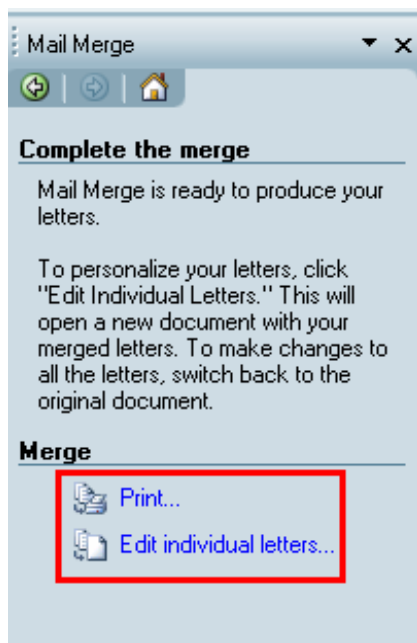 Mail Merge
Complete the merge
Mail Merge is ready to produce your
letters.
To personalize your letters, click
"Edit Individual Letters." This will
open a new document with your
merged letters. To make changes to
all the letters, switch back to the
original document.
Merge
Print...
Edit individual letters...